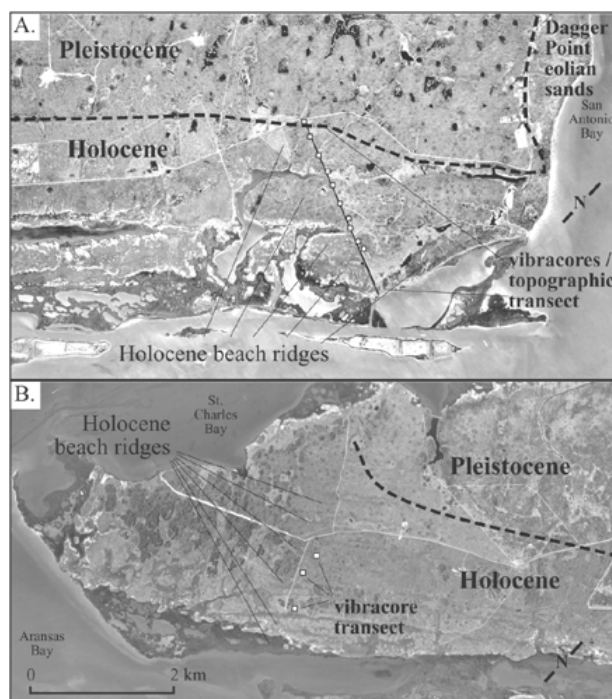 A.
Pleistocene
Dagger
Point
eolian
sands
San
Antonio
Bay
Holocene
N
vibracores /
topographic
transect
Holocene beach ridges
B.
St.
Charles
Bay
Holocene
beach ridges
Pleistocene
Holocene
vibracore
transect
Aransas
Bay
N
0 2 km